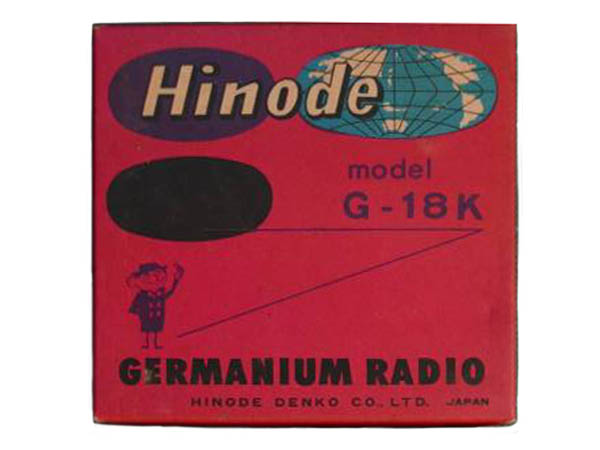 Hinode
model
G-18K
GERMANIUM RADIO
HINODE DENKO CO., LTD. JAPAN